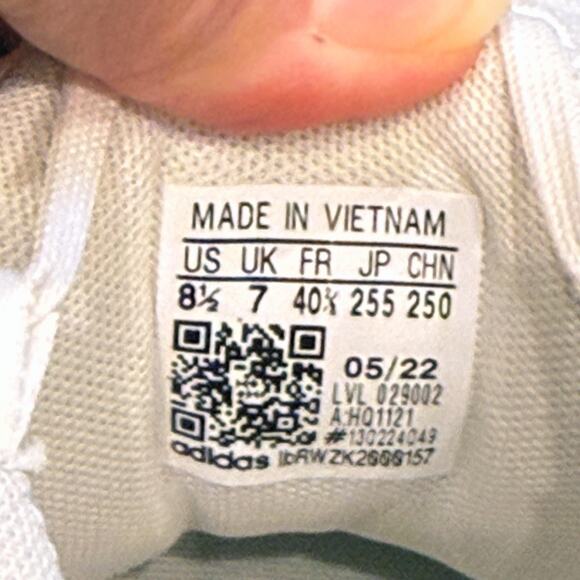 MADE IN VIETNAM
US UK FR JP CHN
8½ 7 40⅔ 255 250
05/22
LVL 029002
A:HQ1121
#130224049
adidas IbRWZK2000157